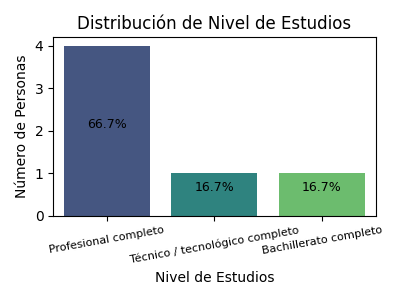 Distribución de Nivel de Estudios
Número de Personas
4
3
2
1
0
66.7%
16.7%
16.7%
Profesional completo
Técnico / tecnológico completo
Bachillerato completo
Nivel de Estudios